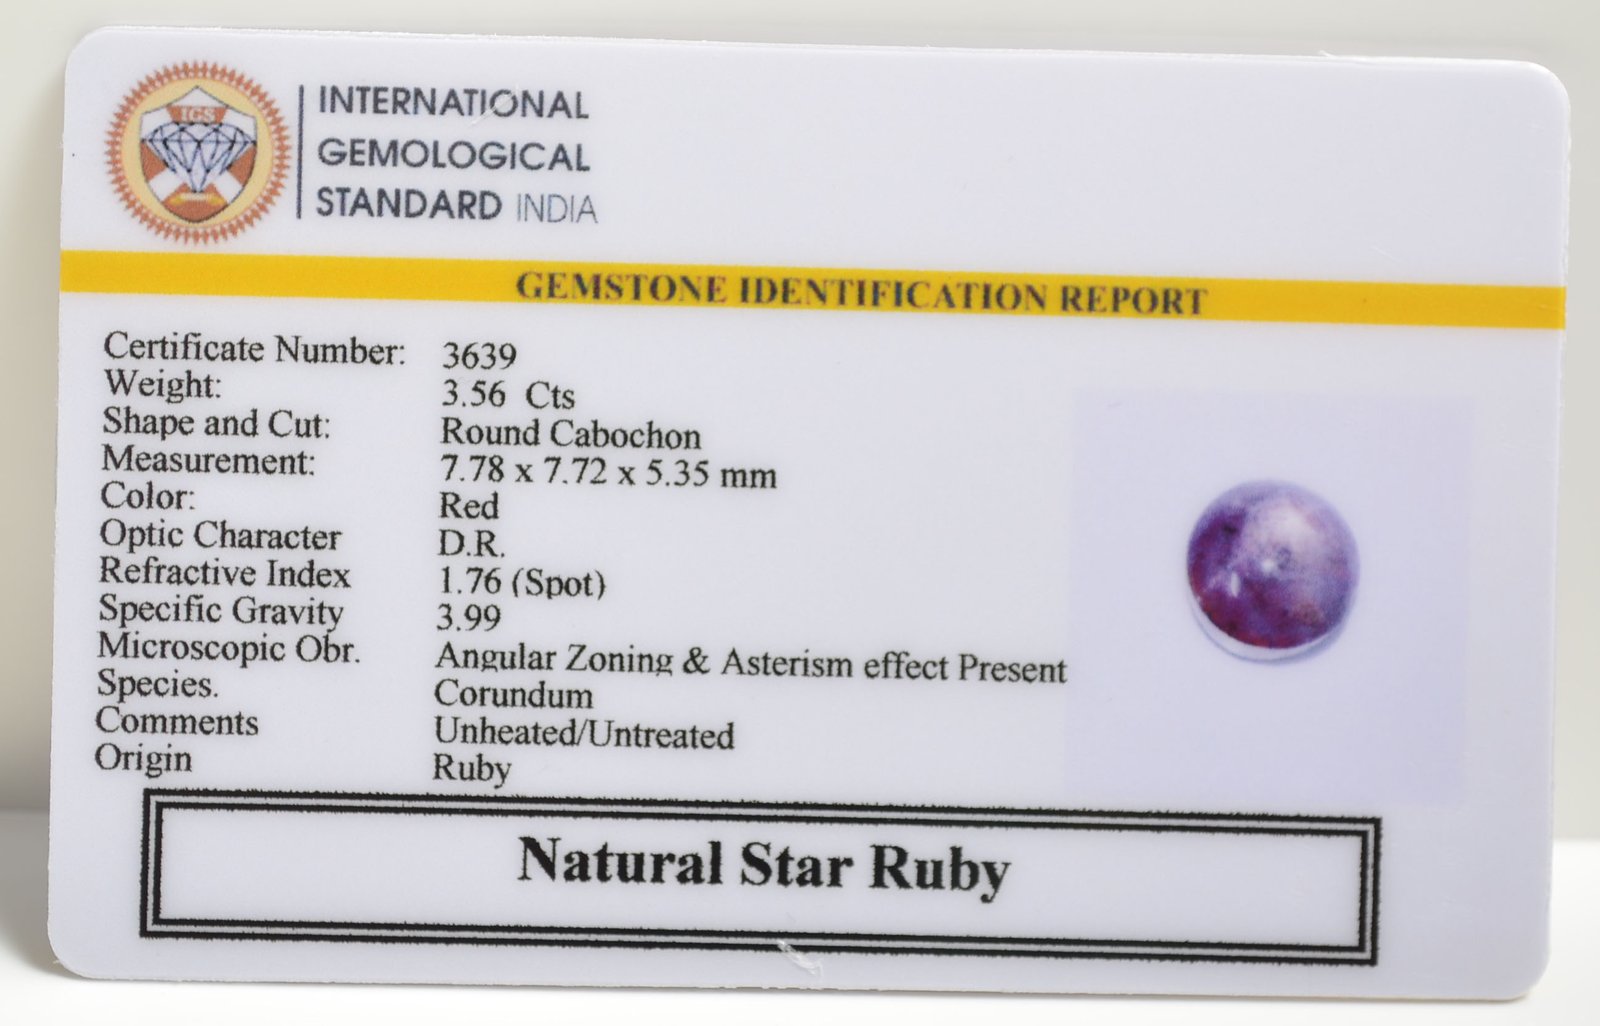 IGS
INTERNATIONAL
GEMOLOGICAL
STANDARD INDIA
GEMSTONE IDENTIFICATION REPORT
Certificate Number: 3639
Weight: 3.56 Cts
Shape and Cut: Round Cabochon
Measurement: 7.78 x 7.72 x 5.35 mm
Color: Red
Optic Character D.R.
Refractive Index 1.76 (Spot)
Specific Gravity 3.99
Microscopic Obr. Angular Zoning & Asterism effect Present
Species. Corundum
Comments Unheated/Untreated
Origin Ruby
Natural Star Ruby